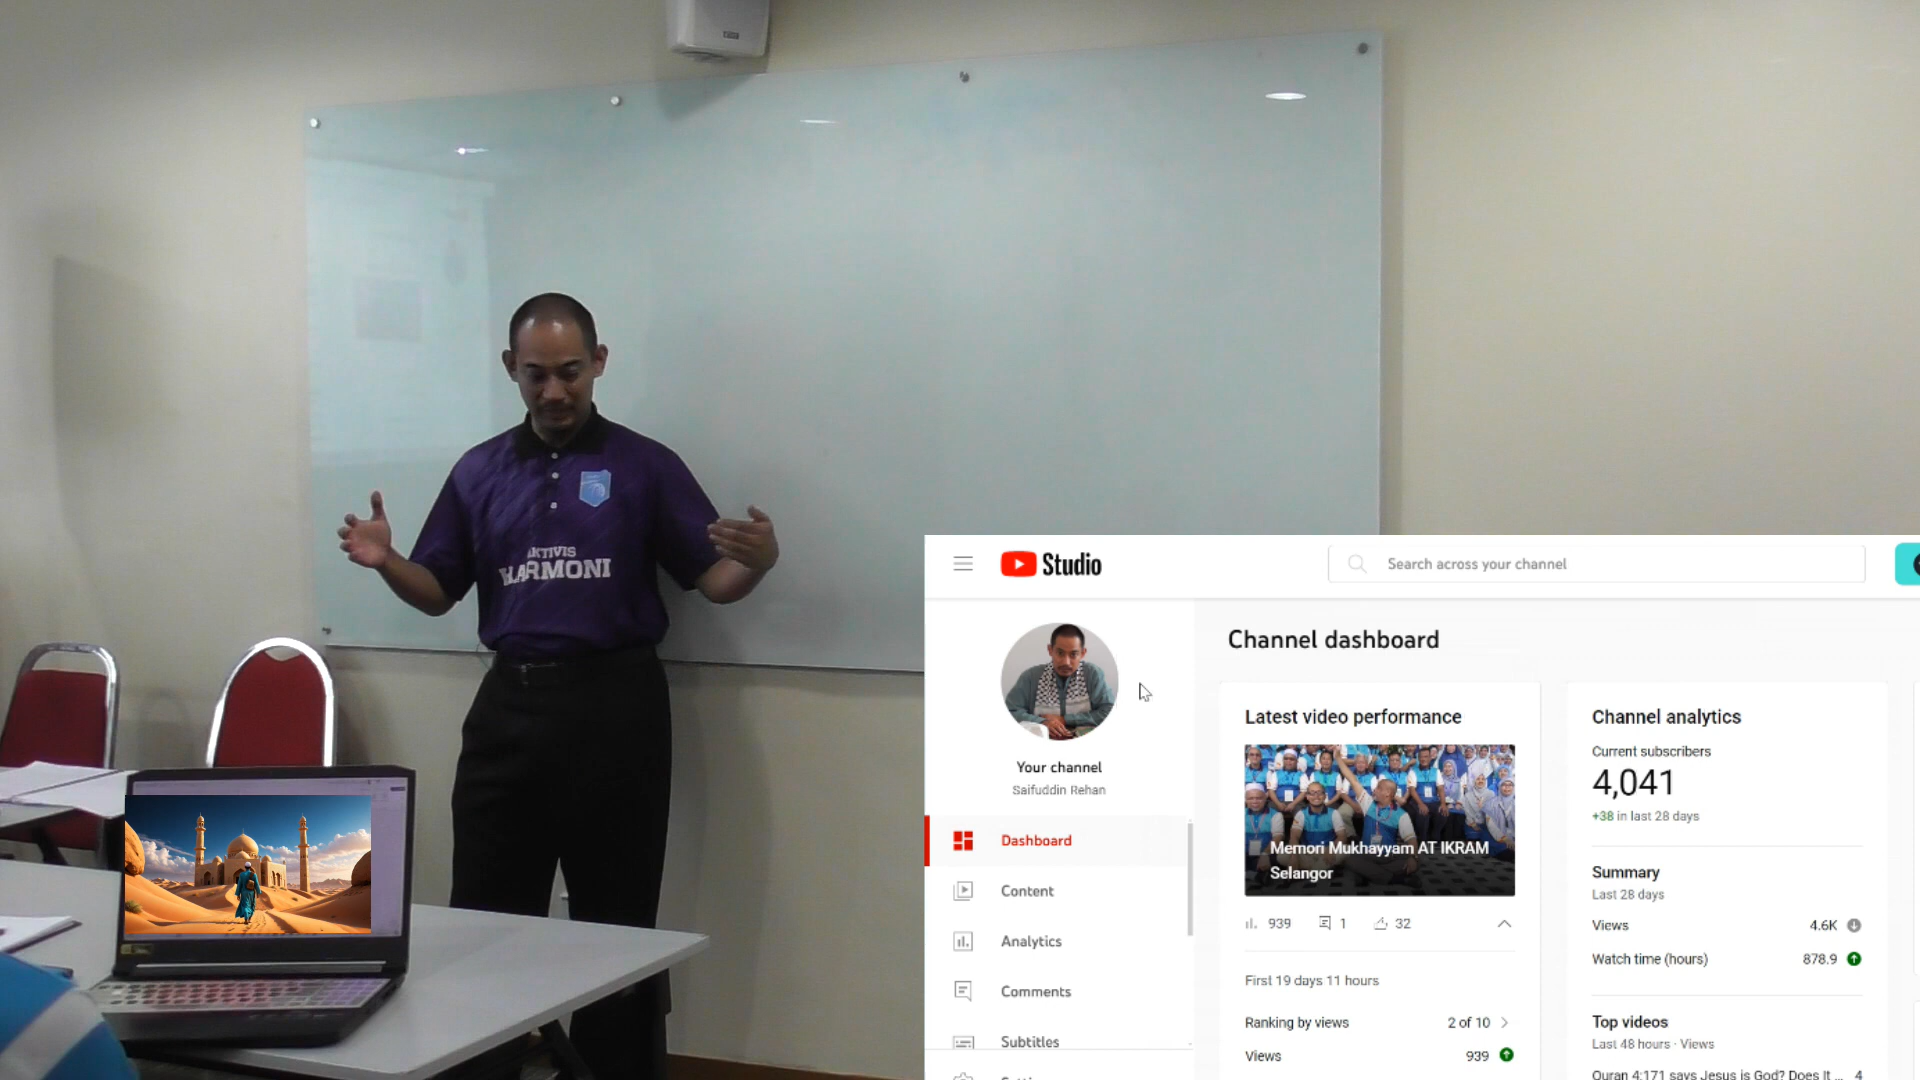 AKTIVIS
HARMONI
Studio
Search across your channel
Channel dashboard
Your channel
Saifuddin Rehan
Dashboard
Content
Analytics
Comments
Subtitles
Latest video performance
Memori Mukhayyam AT IKRAM
Selangor
939 1 32
First 19 days 11 hours
Ranking by views 2 of 10
Views 939
Channel analytics
Current subscribers
4,041
+38 in last 28 days
Summary
Last 28 days
Views 4.6K
Watch time (hours) 878.9
Top videos
Last 48 hours · Views
Quran 4:171 says Jesus is God? Does It ... 4